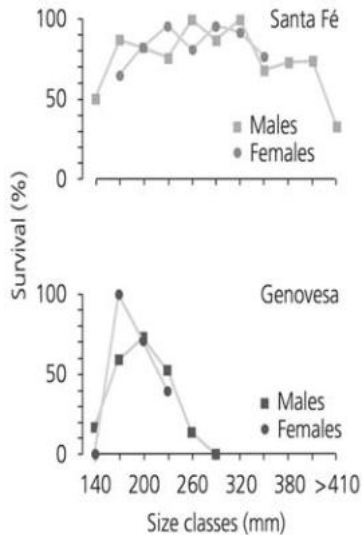 100
Santa Fé
50
Males
Females
0
Survival (%)
100
Genovesa
50
Males
Females
0
140 200 260 320 380 >410
Size classes (mm)